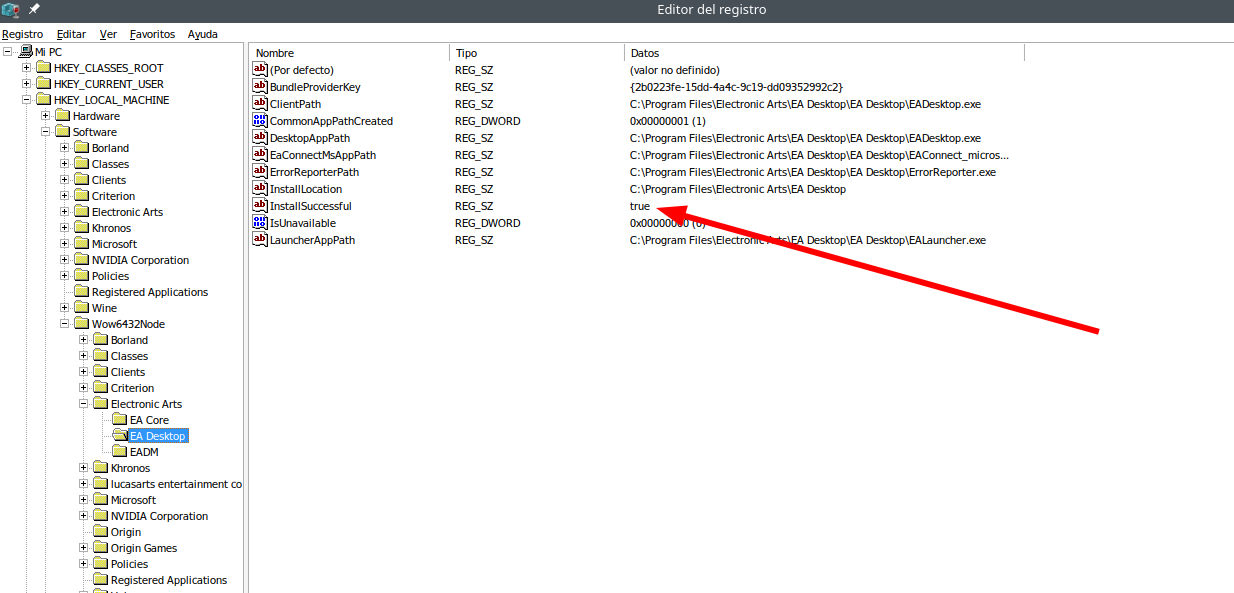 Editor del registro
Registro Editar Ver Favoritos Ayuda
Mi PC
HKEY_CLASSES_ROOT
HKEY_CURRENT_USER
HKEY_LOCAL_MACHINE
Hardware
Software
Borland
Classes
Clients
Criterion
Electronic Arts
Khronos
Microsoft
NVIDIA Corporation
Policies
Registered Applications
Wine
Wow6432Node
Borland
Classes
Clients
Criterion
Electronic Arts
EA Core
EA Desktop
EADM
Khronos
lucasarts entertainment co
Microsoft
NVIDIA Corporation
Origin
Origin Games
Policies
Registered Applications
Nombre Tipo Datos
(Por defecto) REG_SZ (valor no definido)
BundleProviderKey REG_SZ {2b0223fe-15dd-4a4c-9c19-dd09352992c2}
ClientPath REG_SZ C:\Program Files\Electronic Arts\EA Desktop\EA Desktop\EADesktop.exe
CommonAppPathCreated REG_DWORD 0x00000001 (1)
DesktopAppPath REG_SZ C:\Program Files\Electronic Arts\EA Desktop\EA Desktop\EADesktop.exe
EaConnectMsAppPath REG_SZ C:\Program Files\Electronic Arts\EA Desktop\EA Desktop\EAConnect_micros...
ErrorReporterPath REG_SZ C:\Program Files\Electronic Arts\EA Desktop\EA Desktop\ErrorReporter.exe
InstallLocation REG_SZ C:\Program Files\Electronic Arts\EA Desktop
InstallSuccessful REG_SZ true
IsUnavailable REG_DWORD 0x00000000 (0)
LauncherAppPath REG_SZ C:\Program Files\Electronic Arts\EA Desktop\EA Desktop\EALauncher.exe